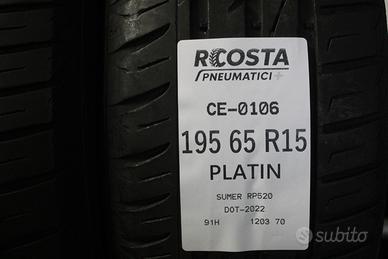 RCOSTA
PNEUMATICI+
CE-0106
195 65 R15
PLATIN
SUMER RP520
DOT-2022
91H 1203 70
subito